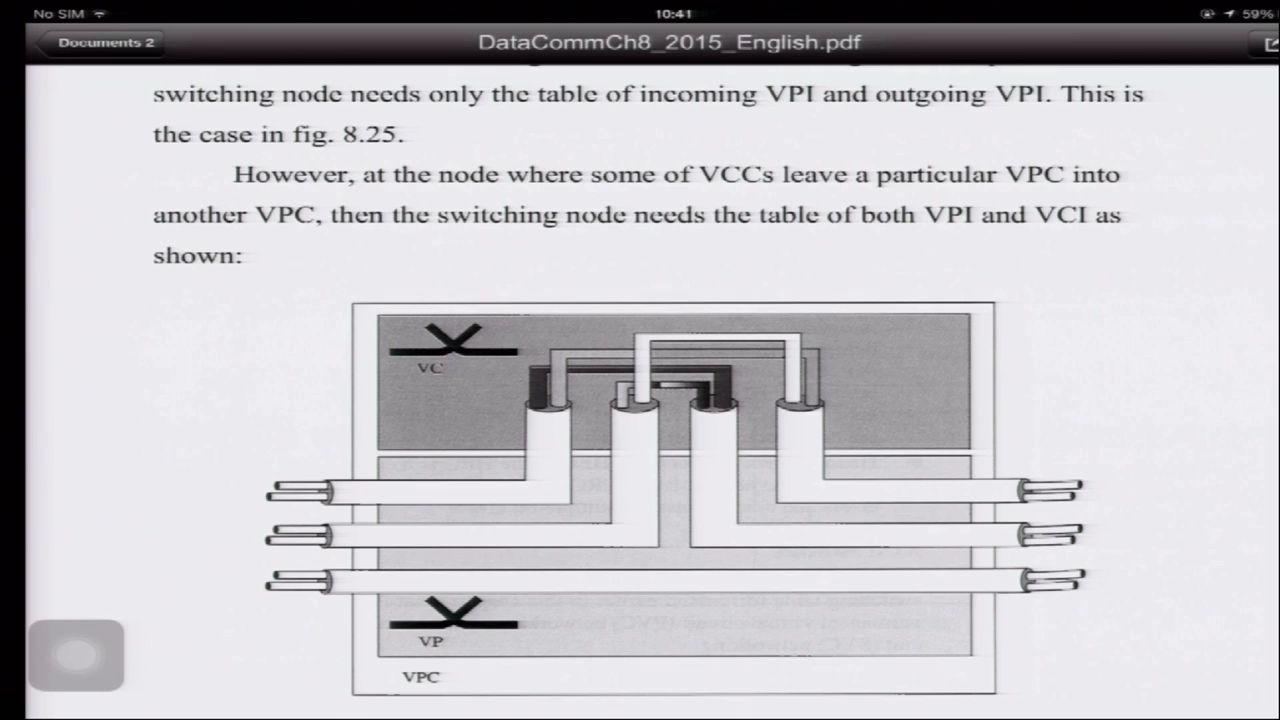 No SIM
10:41
59%
Documents 2
DataCommCh8_2015_English.pdf
switching node needs only the table of incoming VPI and outgoing VPI. This is
the case in fig. 8.25.
However, at the node where some of VCCs leave a particular VPC into
another VPC, then the switching node needs the table of both VPI and VCI as
shown:
VC
VP
VPC